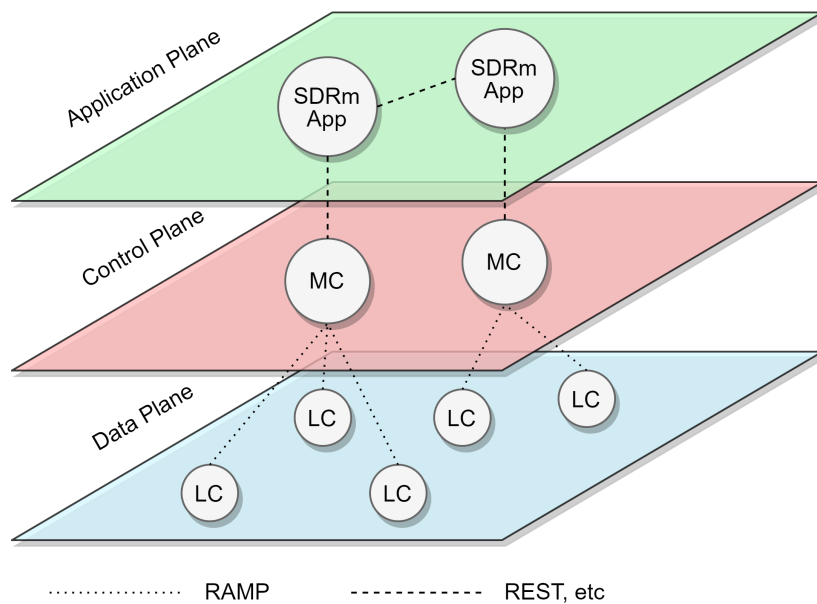 Application Plane
SDRm
App
SDRm
App
Control Plane
MC
MC
Data Plane
LC
LC
LC
LC
LC
RAMP
REST, etc